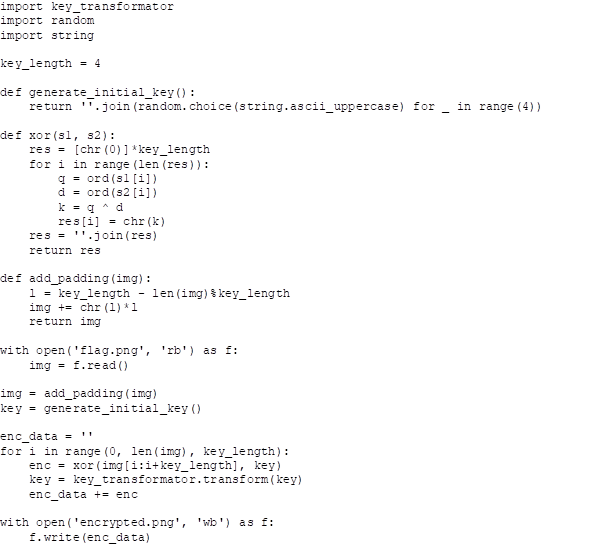 import key_transformator
import random
import string

key_length = 4

def generate_initial_key():
    return ''.join(random.choice(string.ascii_uppercase) for _ in range(4))

def xor(s1, s2):
    res = [chr(0)]*key_length
    for i in range(len(res)):
        q = ord(s1[i])
        d = ord(s2[i])
        k = q ^ d
        res[i] = chr(k)
    res = ''.join(res)
    return res

def add_padding(img):
    l = key_length - len(img)%key_length
    img += chr(l)*l
    return img

with open('flag.png', 'rb') as f:
    img = f.read()

img = add_padding(img)
key = generate_initial_key()

enc_data = ''
for i in range(0, len(img), key_length):
    enc = xor(img[i:i+key_length], key)
    key = key_transformator.transform(key)
    enc_data += enc

with open('encrypted.png', 'wb') as f:
    f.write(enc_data)